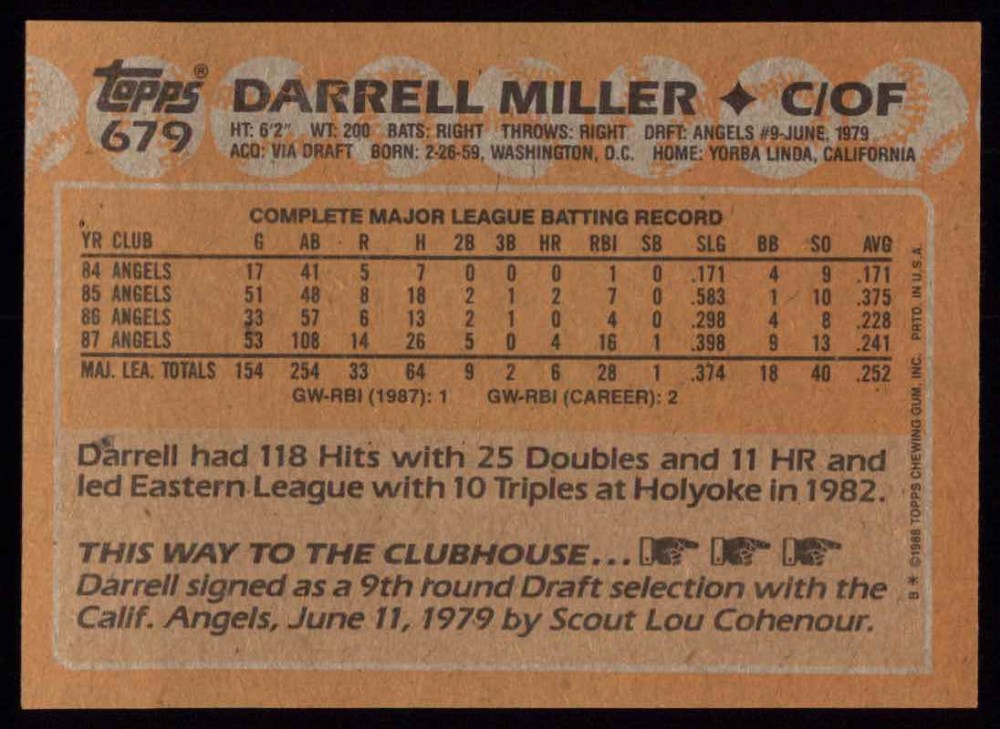 topps® DARRELL MILLER ✦ C/OF
679 HT: 6'2" WT: 200 BATS: RIGHT THROWS: RIGHT DRFT: ANGELS #9-JUNE, 1979
ACQ: VIA DRAFT BORN: 2-26-59, WASHINGTON, D.C. HOME: YORBA LINDA, CALIFORNIA
COMPLETE MAJOR LEAGUE BATTING RECORD
YR CLUB G AB R H 2B 3B HR RBI SB SLG BB SO AVG
84 ANGELS 17 41 5 7 0 0 0 1 0 .171 4 9 .171
85 ANGELS 51 48 8 18 2 1 2 7 0 .583 1 10 .375
86 ANGELS 33 57 6 13 2 1 0 4 0 .298 4 8 .228
87 ANGELS 53 108 14 26 5 0 4 16 1 .398 9 13 .241
MAJ. LEA. TOTALS 154 254 33 64 9 2 6 28 1 .374 18 40 .252
GW-RBI (1987): 1 GW-RBI (CAREER): 2
Darrell had 118 Hits with 25 Doubles and 11 HR and
led Eastern League with 10 Triples at Holyoke in 1982.
THIS WAY TO THE CLUBHOUSE...
Darrell signed as a 9th round Draft selection with the
Calif. Angels, June 11, 1979 by Scout Lou Cohenour.
B* ©1988 TOPPS CHEWING GUM, INC. PRTD. IN U.S.A.